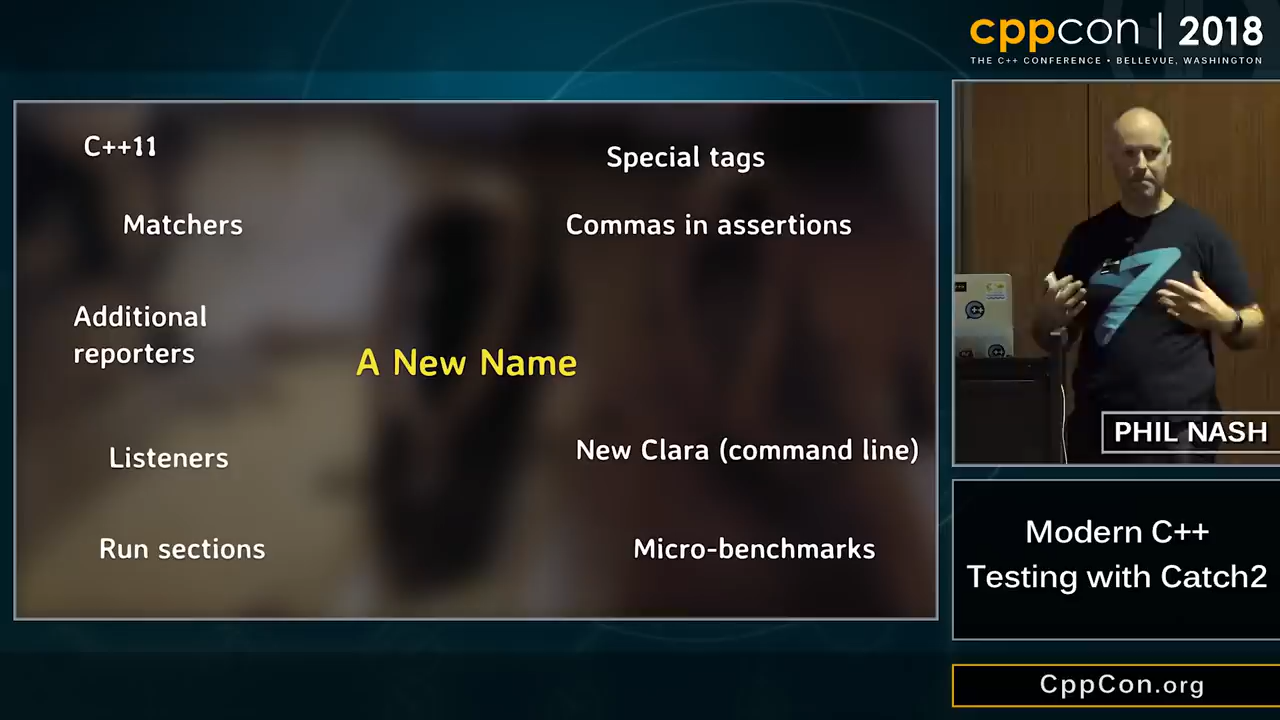 cppcon | 2018
THE C++ CONFERENCE • BELLEVUE, WASHINGTON
C++11
Special tags
Matchers
Commas in assertions
Additional
reporters
A New Name
Listeners
New Clara (command line)
Run sections
Micro-benchmarks
PHIL NASH
Modern C++
Testing with Catch2
CppCon.org